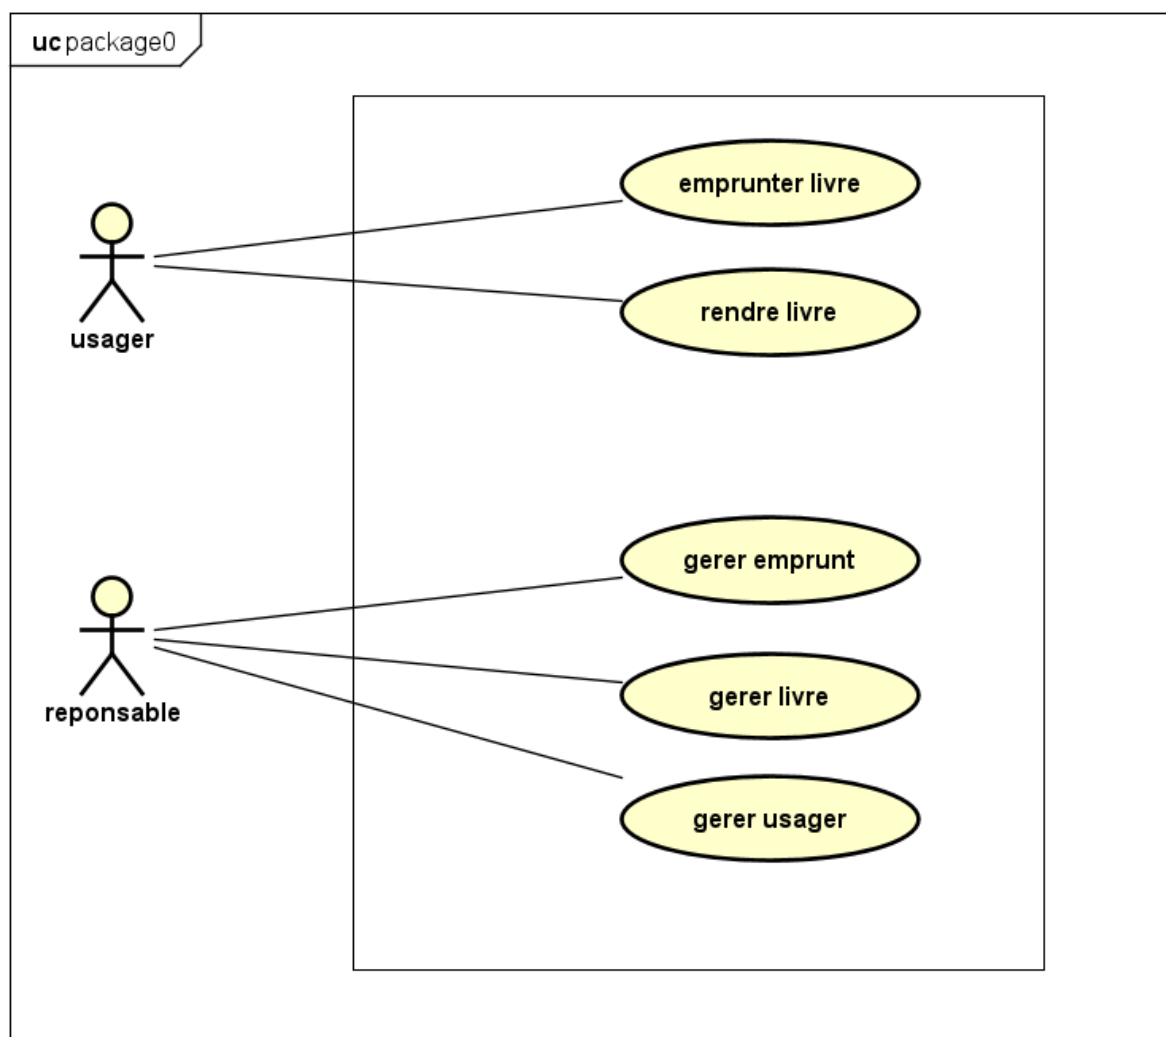 uc package0
emprunter livre
usager
rendre livre
gerer emprunt
reponsable
gerer livre
gerer usager